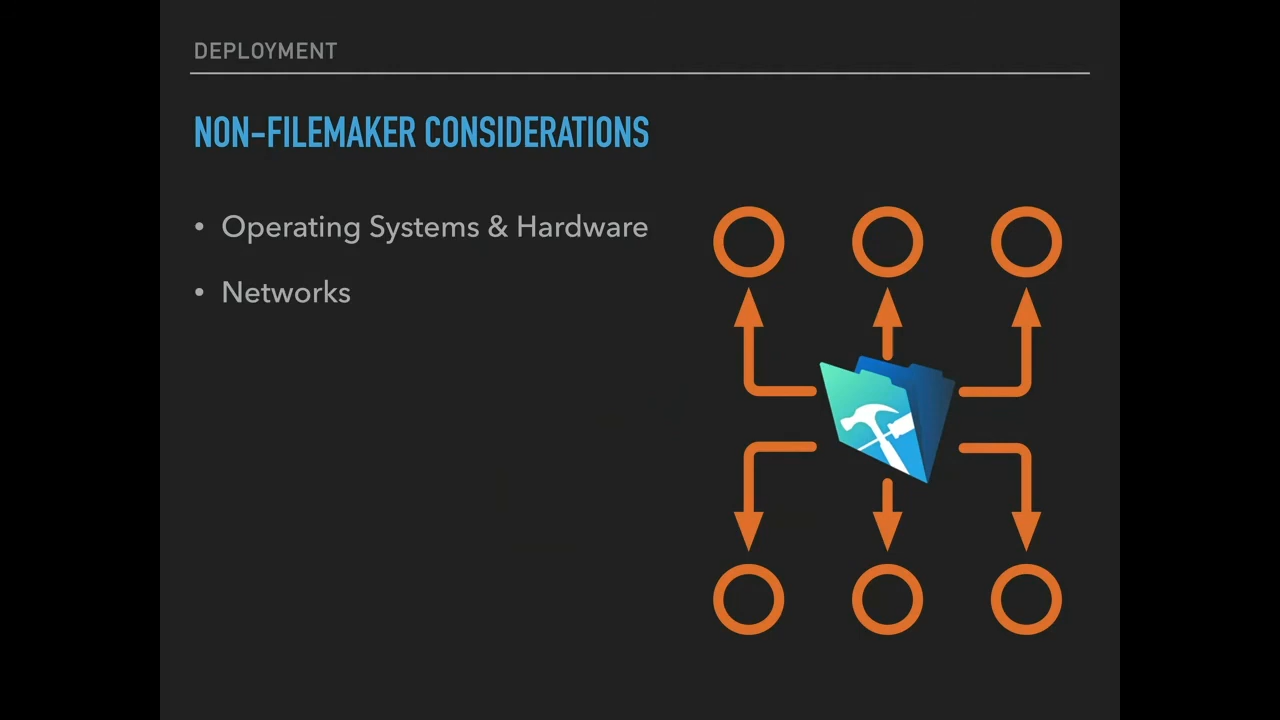 DEPLOYMENT
NON-FILEMAKER CONSIDERATIONS
• Operating Systems & Hardware
• Networks